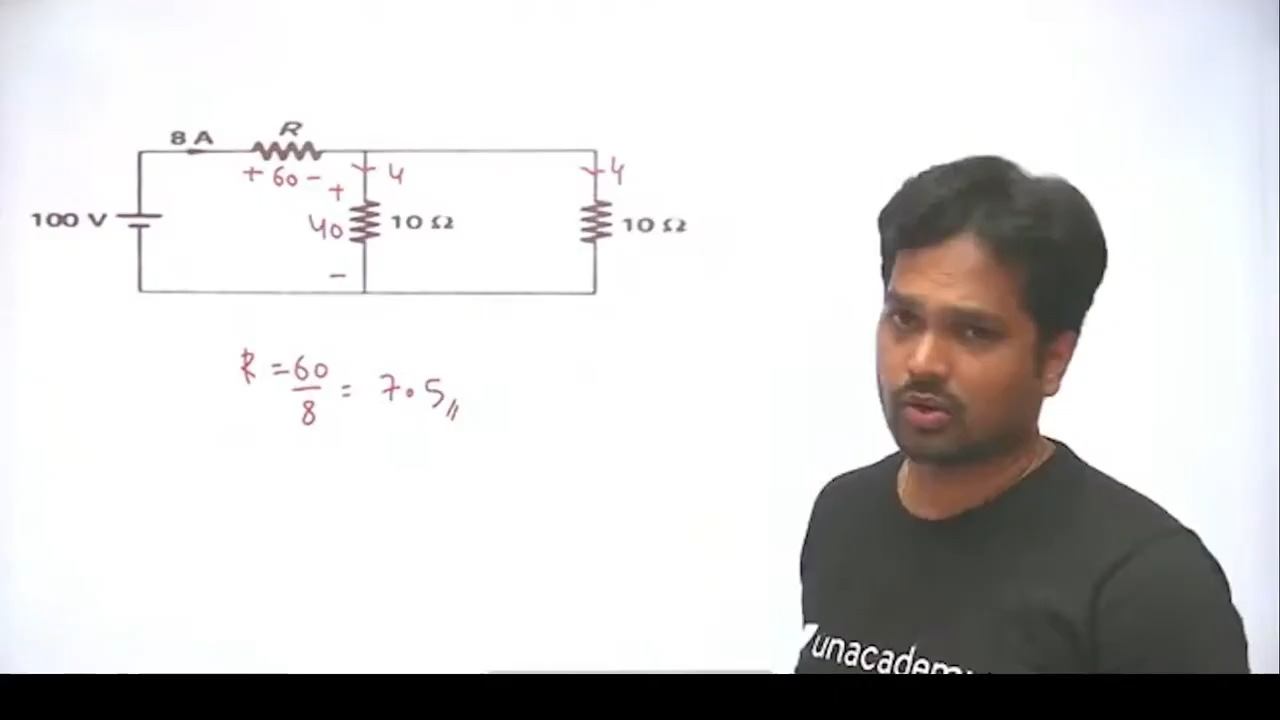 8 A
R
+ 60 -
+
4
4
100 V
40
10 Ω
10 Ω
-
R = 60/8 = 7.5
unacademy